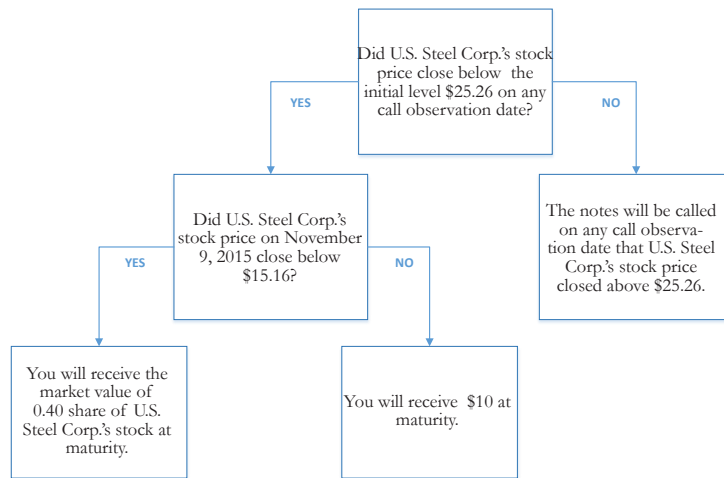 Did U.S. Steel Corp.'s stock
price close below the
initial level $25.26 on any
call observation date?
YES
NO
Did U.S. Steel Corp.'s
stock price on November
9, 2015 close below
$15.16?
The notes will be called
on any call observa-
tion date that U.S. Steel
Corp.'s stock price
closed above $25.26.
YES
NO
You will receive the
market value of
0.40 share of U.S.
Steel Corp.'s stock at
maturity.
You will receive $10 at
maturity.